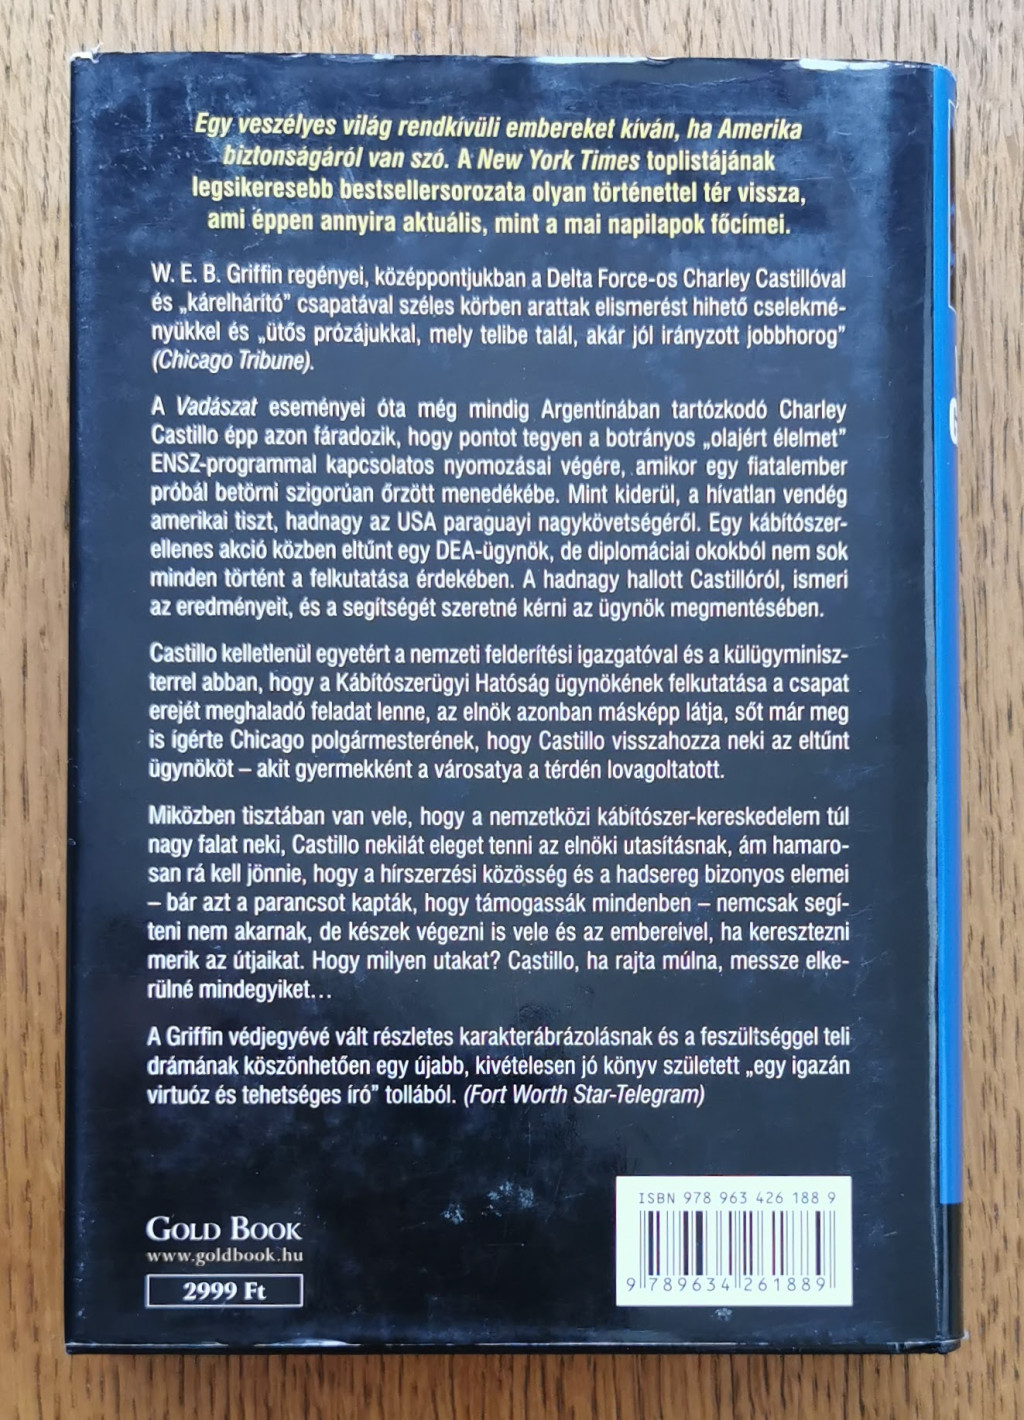 Egy veszélyes világ rendkívüli embereket kíván, ha Amerika
biztonságáról van szó. A New York Times toplistájának
legsikeresebb bestsellersorozata olyan történettel tér vissza,
ami éppen annyira aktuális, mint a mai napilapok főcímei.
W. E. B. Griffin regényei, középpontjukban a Delta Force-os Charley Castillóval
és „kárelhárító” csapatával széles körben arattak elismerést hihető cselekmé-
nyükkel és „ütős prózájukkal, mely telibe talál, akár jól irányzott jobbhorog”
(Chicago Tribune).
A Vadászat eseményei óta még mindig Argentínában tartózkodó Charley
Castillo épp azon fáradozik, hogy pontot tegyen a botrányos „olajért élelmet”
ENSZ-programmal kapcsolatos nyomozásai végére, amikor egy fiatalember
próbál betörni szigorúan őrzött menedékébe. Mint kiderül, a hívatlan vendég
amerikai tiszt, hadnagy az USA paraguayi nagykövetségéről. Egy kábítószer-
ellenes akció közben eltűnt egy DEA-ügynök, de diplomáciai okokból nem sok
minden történt a felkutatása érdekében. A hadnagy hallott Castillóról, ismeri
az eredményeit, és a segítségét szeretné kérni az ügynök megmentésében.
Castillo kelletlenül egyetért a nemzeti felderítési igazgatóval és a külügyminisz-
terrel abban, hogy a Kábítószerügyi Hatóság ügynökének felkutatása a csapat
erejét meghaladó feladat lenne, az elnök azonban másképp látja, sőt már meg
is ígérte Chicago polgármesterének, hogy Castillo visszahozza neki az eltűnt
ügynököt – akit gyermekként a városatya a térdén lovagoltatott.
Miközben tisztában van vele, hogy a nemzetközi kábítószer-kereskedelem túl
nagy falat neki, Castillo nekilát eleget tenni az elnöki utasításnak, ám hamaro-
san rá kell jönnie, hogy a hírszerzési közösség és a hadsereg bizonyos elemei
– bár azt a parancsot kapták, hogy támogassák mindenben – nemcsak segí-
teni nem akarnak, de készek végezni is vele és az embereivel, ha keresztezni
merik az útjaikat. Hogy milyen utakat? Castillo, ha rajta múlna, messze elke-
rülné mindegyiket...
A Griffin védjegyévé vált részletes karakterábrázolásnak és a feszültséggel teli
drámának köszönhetően egy újabb, kivételesen jó könyv született „egy igazán
virtuóz és tehetséges író” tollából. (Fort Worth Star-Telegram)
GOLD BOOK
www.goldbook.hu
2999 Ft
ISBN 978 963 426 188 9
9 789634 261889